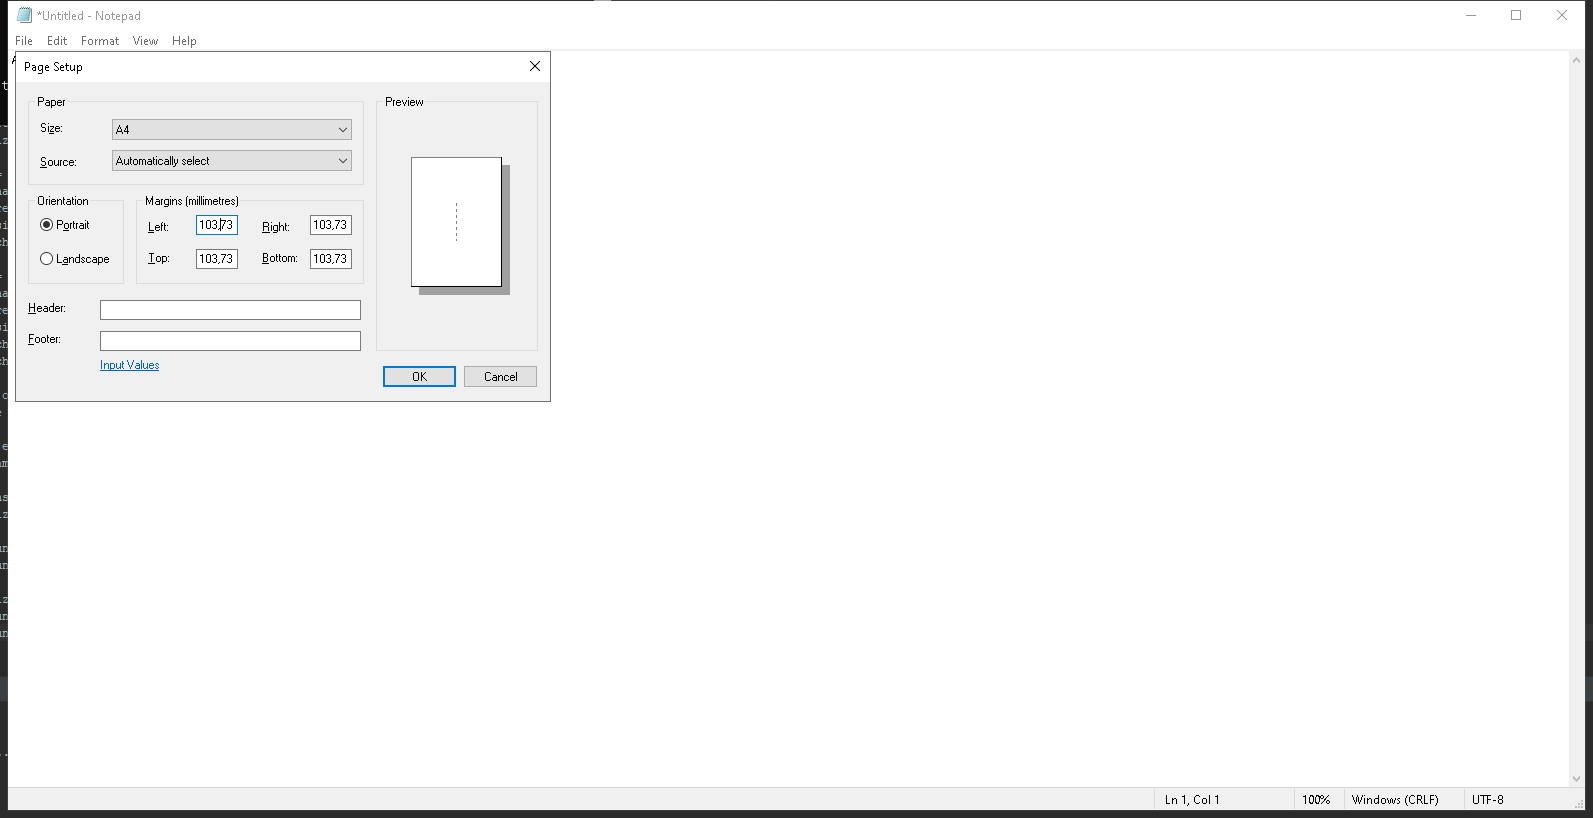 *Untitled - Notepad
File Edit Format View Help
Page Setup
Paper
Size: A4
Source: Automatically select
Orientation
Portrait
Landscape
Margins (millimetres)
Left: 103,73 Right: 103,73
Top: 103,73 Bottom: 103,73
Header:
Footer:
Input Values
Preview
OK Cancel
Ln 1, Col 1 100% Windows (CRLF) UTF-8